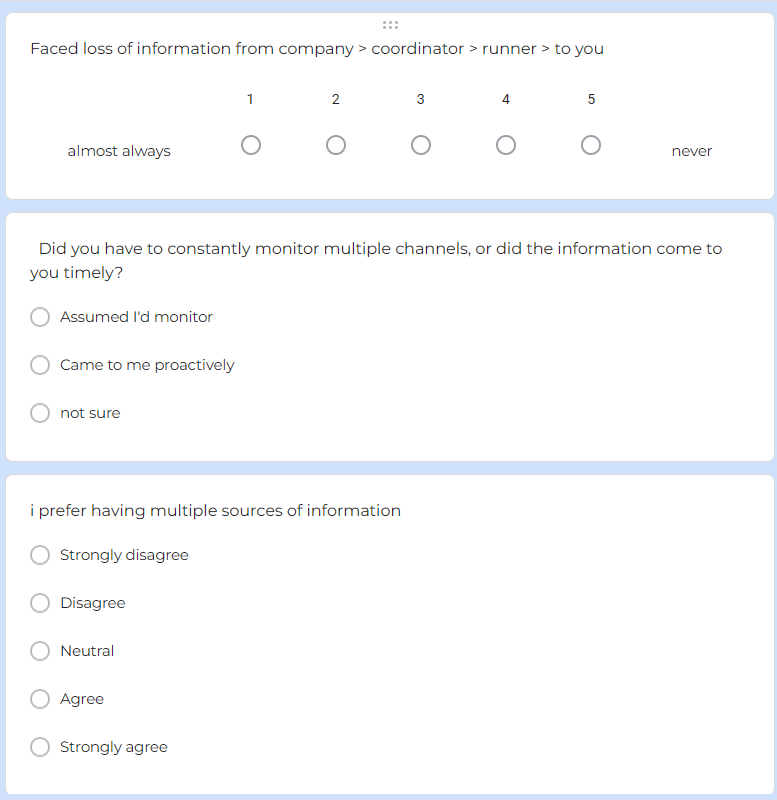 Faced loss of information from company > coordinator > runner > to you
1 2 3 4 5
almost always never
Did you have to constantly monitor multiple channels, or did the information come to
you timely?
Assumed I'd monitor
Came to me proactively
not sure
i prefer having multiple sources of information
Strongly disagree
Disagree
Neutral
Agree
Strongly agree